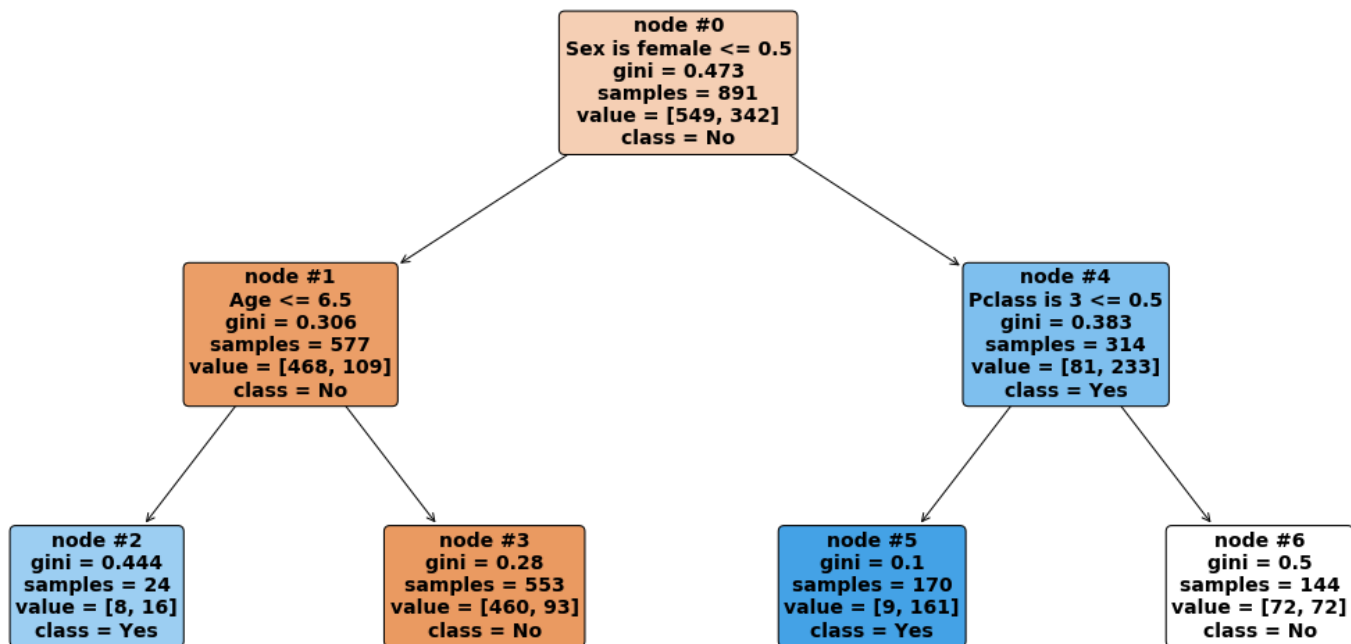 node #0
Sex is female <= 0.5
gini = 0.473
samples = 891
value = [549, 342]
class = No
node #1
Age <= 6.5
gini = 0.306
samples = 577
value = [468, 109]
class = No
node #4
Pclass is 3 <= 0.5
gini = 0.383
samples = 314
value = [81, 233]
class = Yes
node #2
gini = 0.444
samples = 24
value = [8, 16]
class = Yes
node #3
gini = 0.28
samples = 553
value = [460, 93]
class = No
node #5
gini = 0.1
samples = 170
value = [9, 161]
class = Yes
node #6
gini = 0.5
samples = 144
value = [72, 72]
class = No